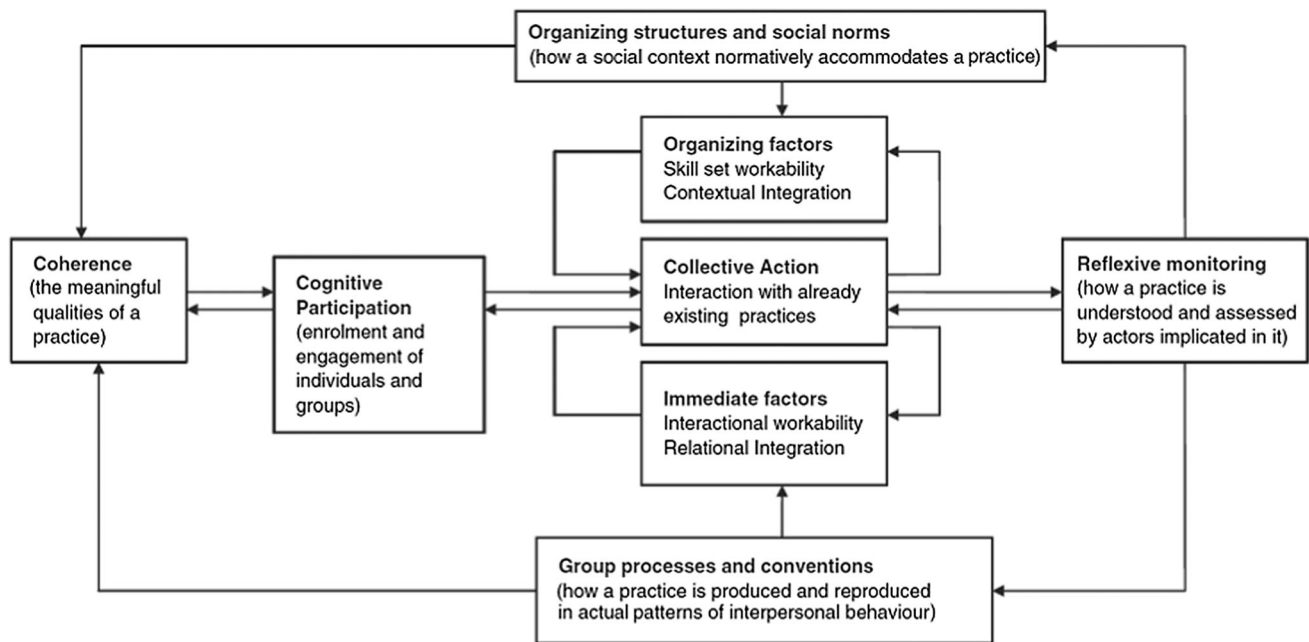 Organizing structures and social norms
(how a social context normatively accommodates a practice)
Organizing factors
Skill set workability
Contextual Integration
Coherence
(the meaningful
qualities of a
practice)
Cognitive
Participation
(enrolment and
engagement of
individuals and
groups)
Collective Action
Interaction with already
existing practices
Reflexive monitoring
(how a practice is
understood and assessed
by actors implicated in it)
Immediate factors
Interactional workability
Relational Integration
Group processes and conventions
(how a practice is produced and reproduced
in actual patterns of interpersonal behaviour)